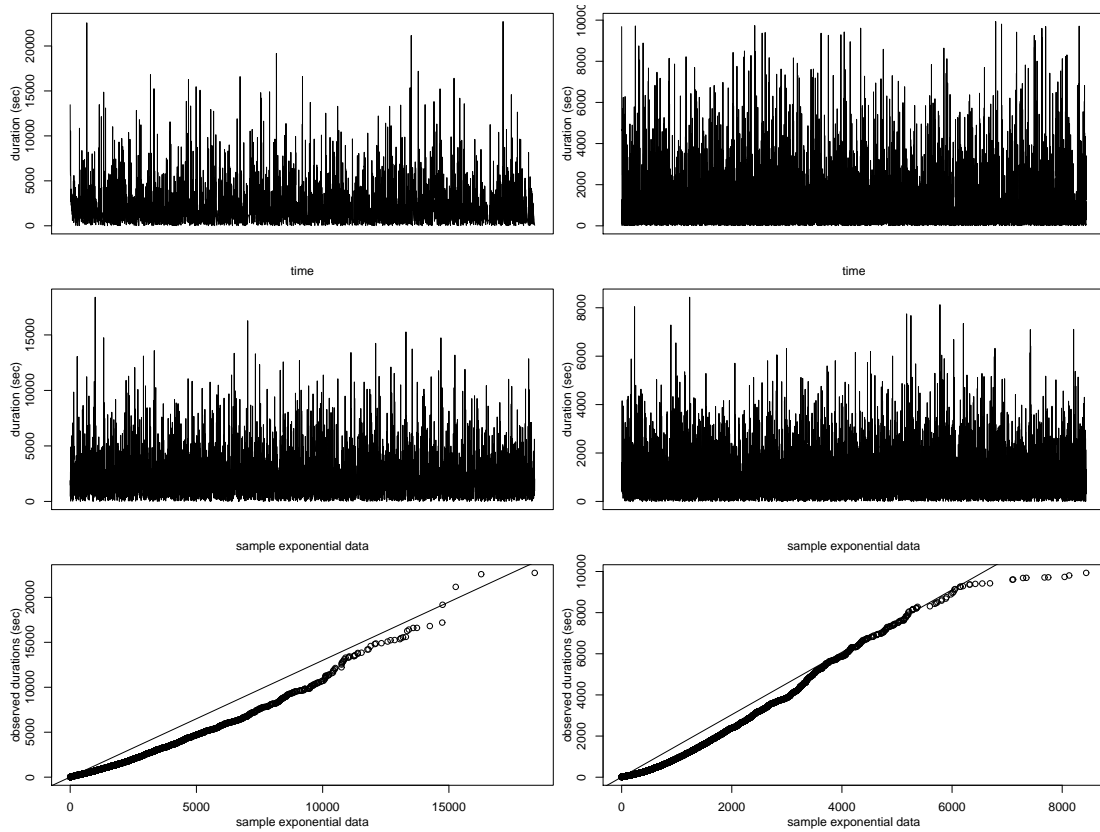 duration (sec)
0 5000 10000 15000 20000
time
duration (sec)
0 2000 4000 6000 8000 10000
time
duration (sec)
0 5000 10000 15000
sample exponential data
duration (sec)
0 2000 4000 6000 8000
sample exponential data
observed durations (sec)
0 5000 10000 15000 20000
0 5000 10000 15000
sample exponential data
observed durations (sec)
0 2000 4000 6000 8000 10000
0 2000 4000 6000 8000
sample exponential data